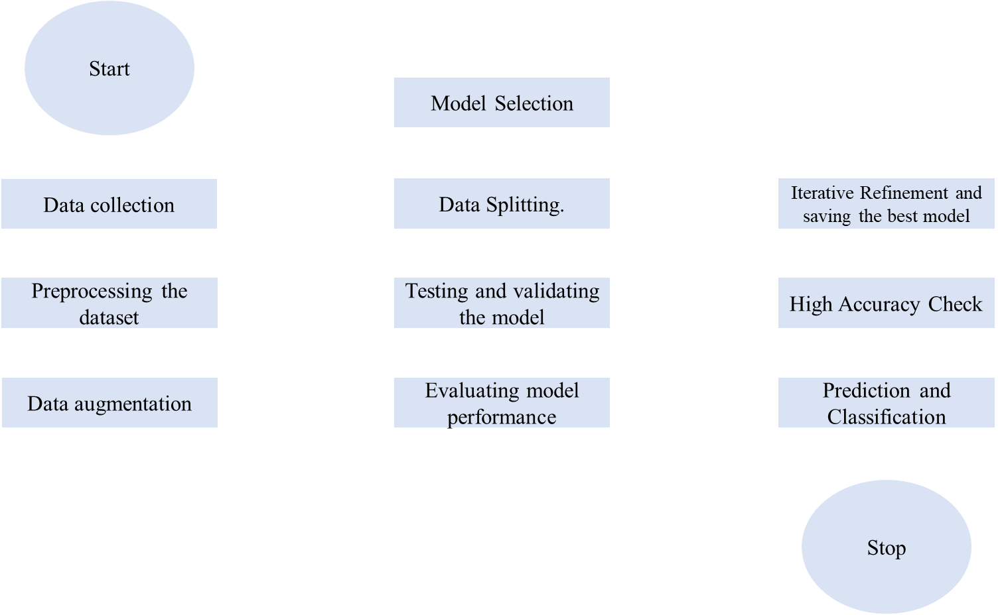 Start
Data collection
Preprocessing the
dataset
Data augmentation
Model Selection
Data Splitting.
Testing and validating
the model
Evaluating model
performance
Iterative Refinement and
saving the best model
High Accuracy Check
Prediction and
Classification
Stop